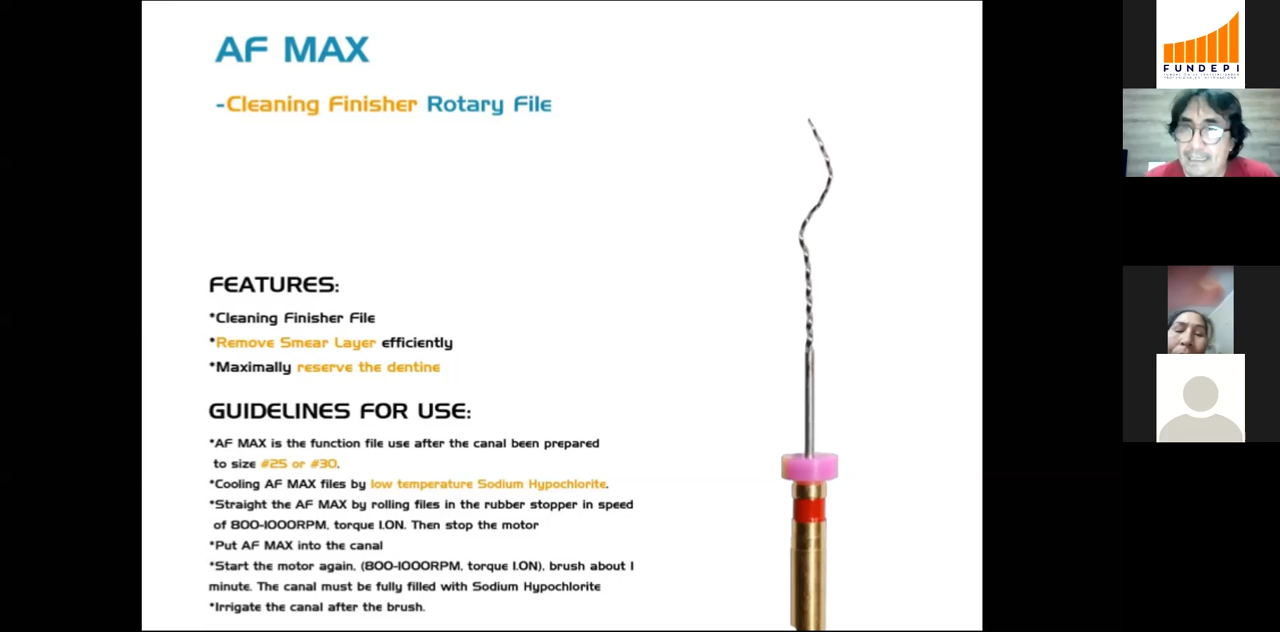 AF MAX
-Cleaning Finisher Rotary File
FEATURES:
*Cleaning Finisher File
*Remove Smear Layer efficiently
*Maximally reserve the dentine
GUIDELINES FOR USE:
*AF MAX is the function file use after the canal been prepared
to size #25 or #30.
*Cooling AF MAX files by low temperature Sodium Hypochlorite.
*Straight the AF MAX by rolling files in the rubber stopper in speed
of 800-1000RPM, torque 1.0N. Then stop the motor
*Put AF MAX into the canal
*Start the motor again, (800-1000RPM, torque 1.0N), brush about 1
minute. The canal must be fully filled with Sodium Hypochlorite
*Irrigate the canal after the brush.
FUNDEPI